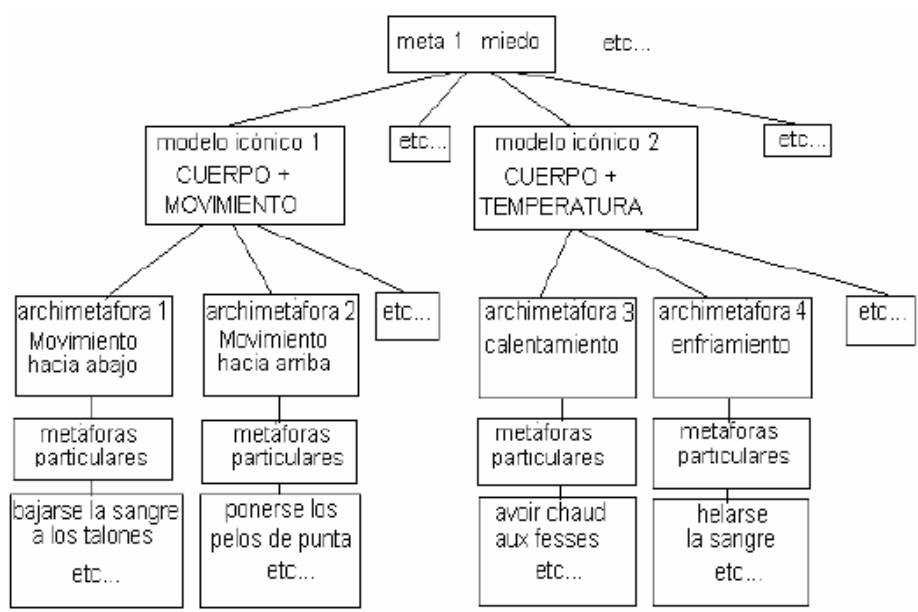 meta 1 miedo
etc...
modelo icónico 1
CUERPO +
MOVIMIENTO
etc...
modelo icónico 2
CUERPO +
TEMPERATURA
etc...
archimetáfora 1
Movimiento
hacia abajo
archimetáfora 2
Movimiento
hacia arriba
etc...
archimetáfora 3
calentamiento
archimetáfora 4
enfriamiento
etc...
metáforas
particulares
metáforas
particulares
metáforas
particulares
metáforas
particulares
bajarse la sangre
a los talones
etc...
ponerse los
pelos de punta
etc...
avoir chaud
aux fesses
etc...
helarse
la sangre
etc...